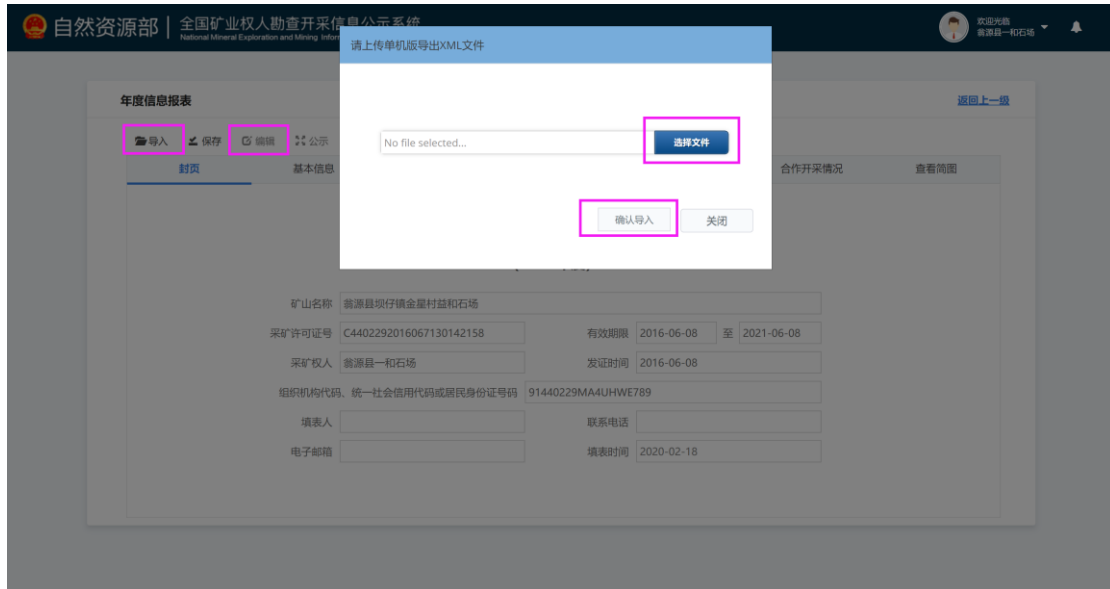 自然资源部
全国矿业权人勘查开采信息公示系统
National Mineral Exploration and Mining Infor
欢迎光临
翁源县一和石场
请上传单机版导出XML文件
年度信息报表
返回上一级
No file selected...
选择文件
导入
保存
编辑
公示
封页
基本信息
合作开采情况
查看简图
确认导入
关闭
矿山名称 翁源县坝仔镇金星村益和石场
采矿许可证号 C4402292016067130142158 有效期限 2016-06-08 至 2021-06-08
采矿权人 翁源县一和石场 发证时间 2016-06-08
组织机构代码、统一社会信用代码或居民身份证号码 91440229MA4UHWE789
填表人 联系电话
电子邮箱 填表时间 2020-02-18